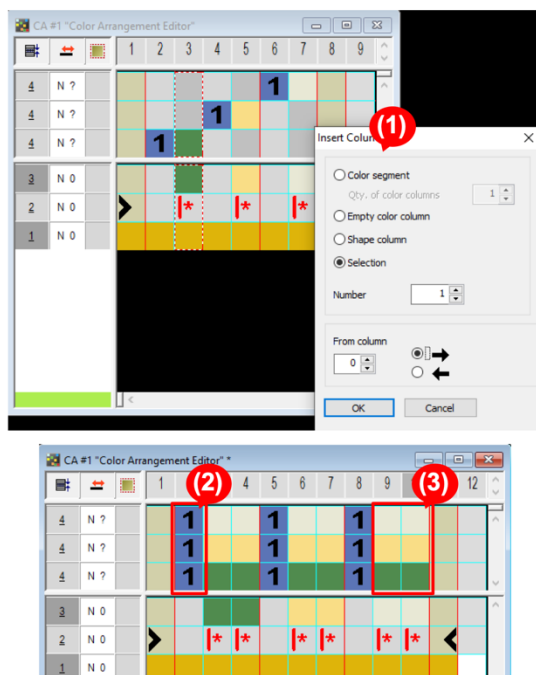 CA #1 "Color Arrangement Editor"
1 2 3 4 5 6 7 8 9
4 N ? 1
4 N ? 1
4 N ? 1
3 N 0
2 N 0 |* |* |*
1 N 0
(1)
Insert Colum
Color segment
Qty. of color columns 1
Empty color column
Shape column
Selection
Number 1
From column
0
OK Cancel
CA #1 "Color Arrangement Editor" *
(2) (3)
1 4 5 6 7 8 9 12
4 N ? 1 1 1
4 N ? 1 1 1
4 N ? 1 1 1
3 N 0
2 N 0 |* |* |* |* |* |*
1 N 0